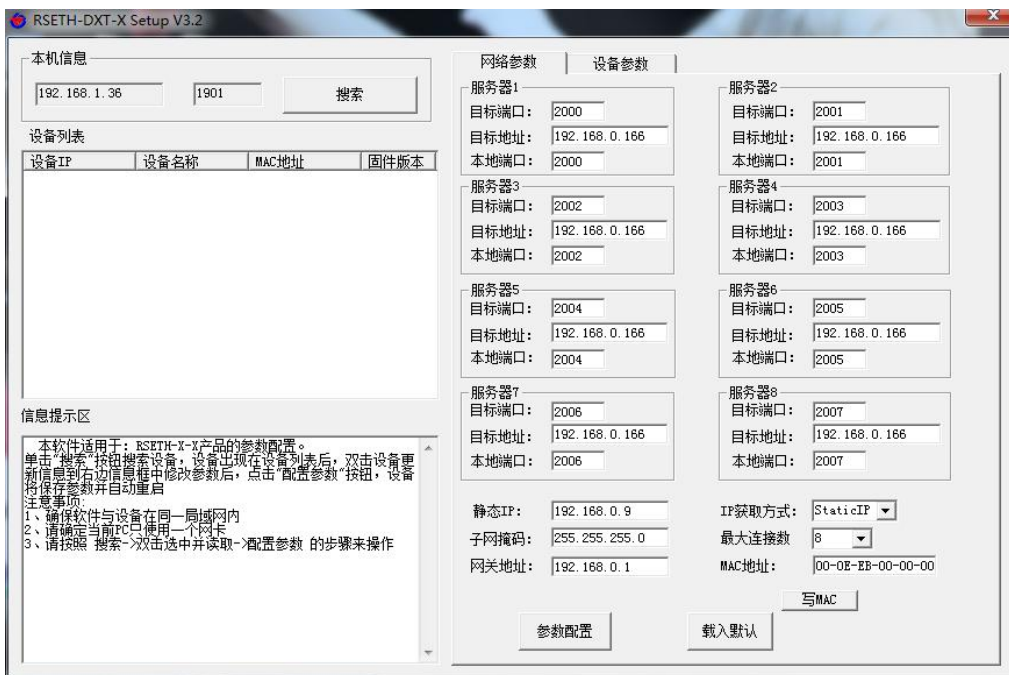 RSETH-DXT-X Setup V3.2
本机信息
192.168.1.36
1901
搜索
设备列表
设备IP 设备名称 MAC地址 固件版本
信息提示区
本软件适用于：RSETH-X-X产品的参数配置。
单击"搜索"按钮搜索设备，设备出现在设备列表后，双击设备更
新信息到右边信息框中修改参数后，点击"配置参数"按钮，设备
将保存参数并自动重启
注意事项：
1、确保软件与设备在同一局域网内
2、请确定当前PC只使用一个网卡
3、请按照 搜索->双击选中并读取->配置参数 的步骤来操作
网络参数
设备参数
服务器1
目标端口： 2000
目标地址： 192.168.0.166
本地端口： 2000
服务器2
目标端口： 2001
目标地址： 192.168.0.166
本地端口： 2001
服务器3
目标端口： 2002
目标地址： 192.168.0.166
本地端口： 2002
服务器4
目标端口： 2003
目标地址： 192.168.0.166
本地端口： 2003
服务器5
目标端口： 2004
目标地址： 192.168.0.166
本地端口： 2004
服务器6
目标端口： 2005
目标地址： 192.168.0.166
本地端口： 2005
服务器7
目标端口： 2006
目标地址： 192.168.0.166
本地端口： 2006
服务器8
目标端口： 2007
目标地址： 192.168.0.166
本地端口： 2007
静态IP： 192.168.0.9
IP获取方式： StaticIP
子网掩码： 255.255.255.0
最大连接数 8
网关地址： 192.168.0.1
MAC地址： 00-0E-EB-00-00-00
写MAC
参数配置
载入默认